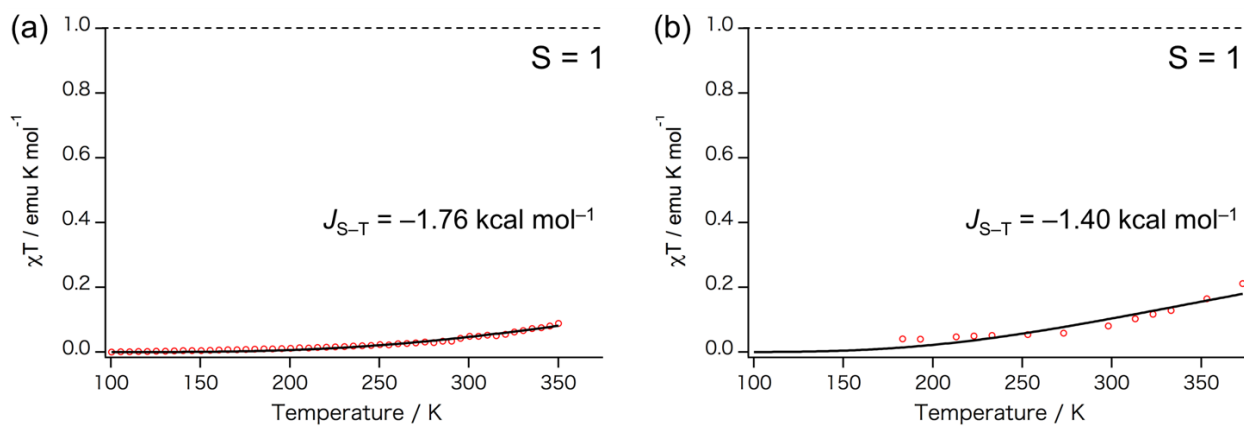 (a)
1.0
0.8
0.6
0.4
0.2
0.0
χT / emu K mol⁻¹
S = 1
J_S–T = –1.76 kcal mol⁻¹
100 150 200 250 300 350
Temperature / K
(b)
1.0
0.8
0.6
0.4
0.2
0.0
χT / emu K mol⁻¹
S = 1
J_S–T = –1.40 kcal mol⁻¹
100 150 200 250 300 350
Temperature / K